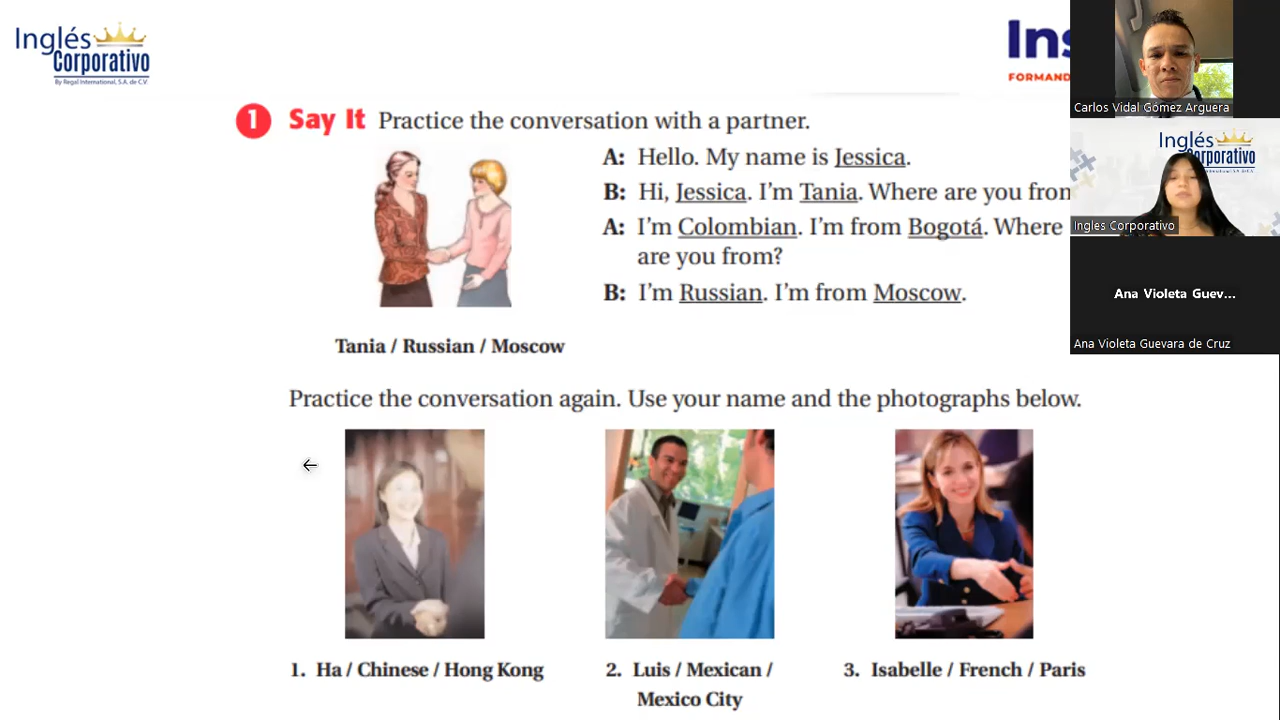 Inglés
Corporativo
By Regal International, S.A. de C.V.
Ins
FORMAND
1 Say It Practice the conversation with a partner.
A: Hello. My name is Jessica.
B: Hi, Jessica. I'm Tania. Where are you from
A: I'm Colombian. I'm from Bogotá. Where
are you from?
B: I'm Russian. I'm from Moscow.
Tania / Russian / Moscow
Practice the conversation again. Use your name and the photographs below.
1. Ha / Chinese / Hong Kong
2. Luis / Mexican /
Mexico City
3. Isabelle / French / Paris
Carlos Vidal Gómez Arguera
Inglés
Corporativo
Ingles Corporativo
Ana Violeta Guev...
Ana Violeta Guevara de Cruz